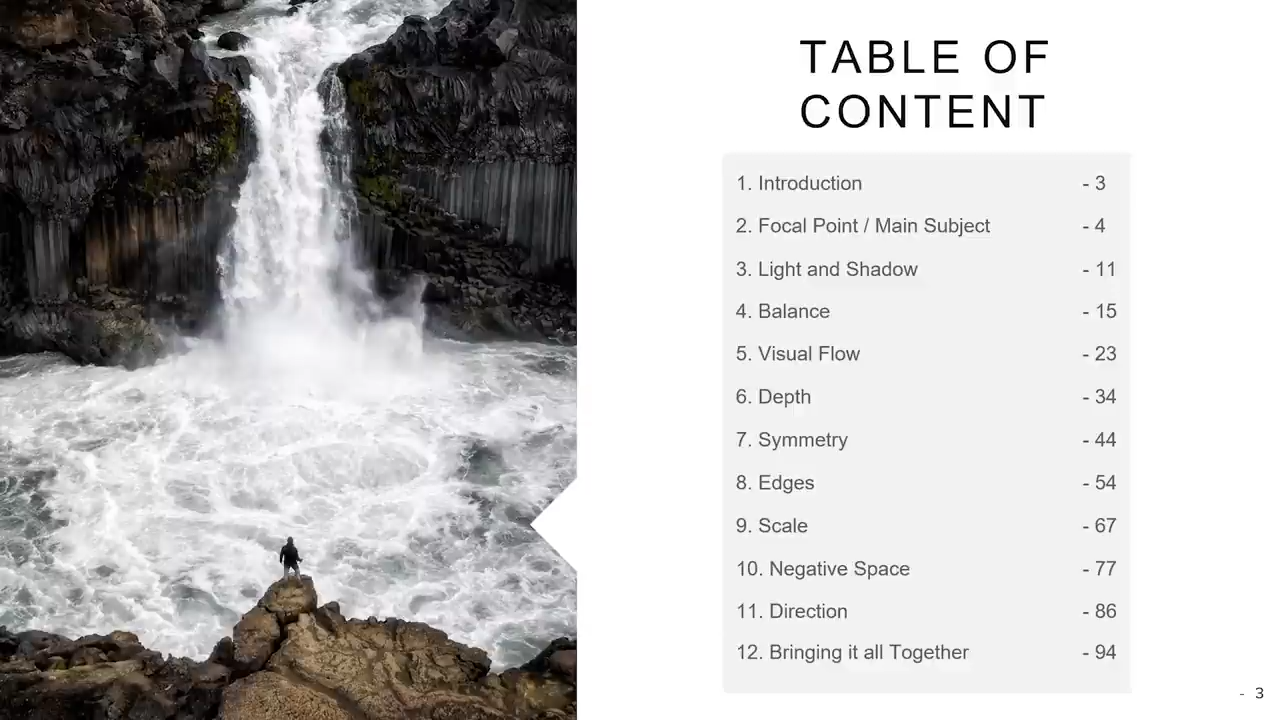 TABLE OF
CONTENT
1. Introduction - 3
2. Focal Point / Main Subject - 4
3. Light and Shadow - 11
4. Balance - 15
5. Visual Flow - 23
6. Depth - 34
7. Symmetry - 44
8. Edges - 54
9. Scale - 67
10. Negative Space - 77
11. Direction - 86
12. Bringing it all Together - 94
- 3